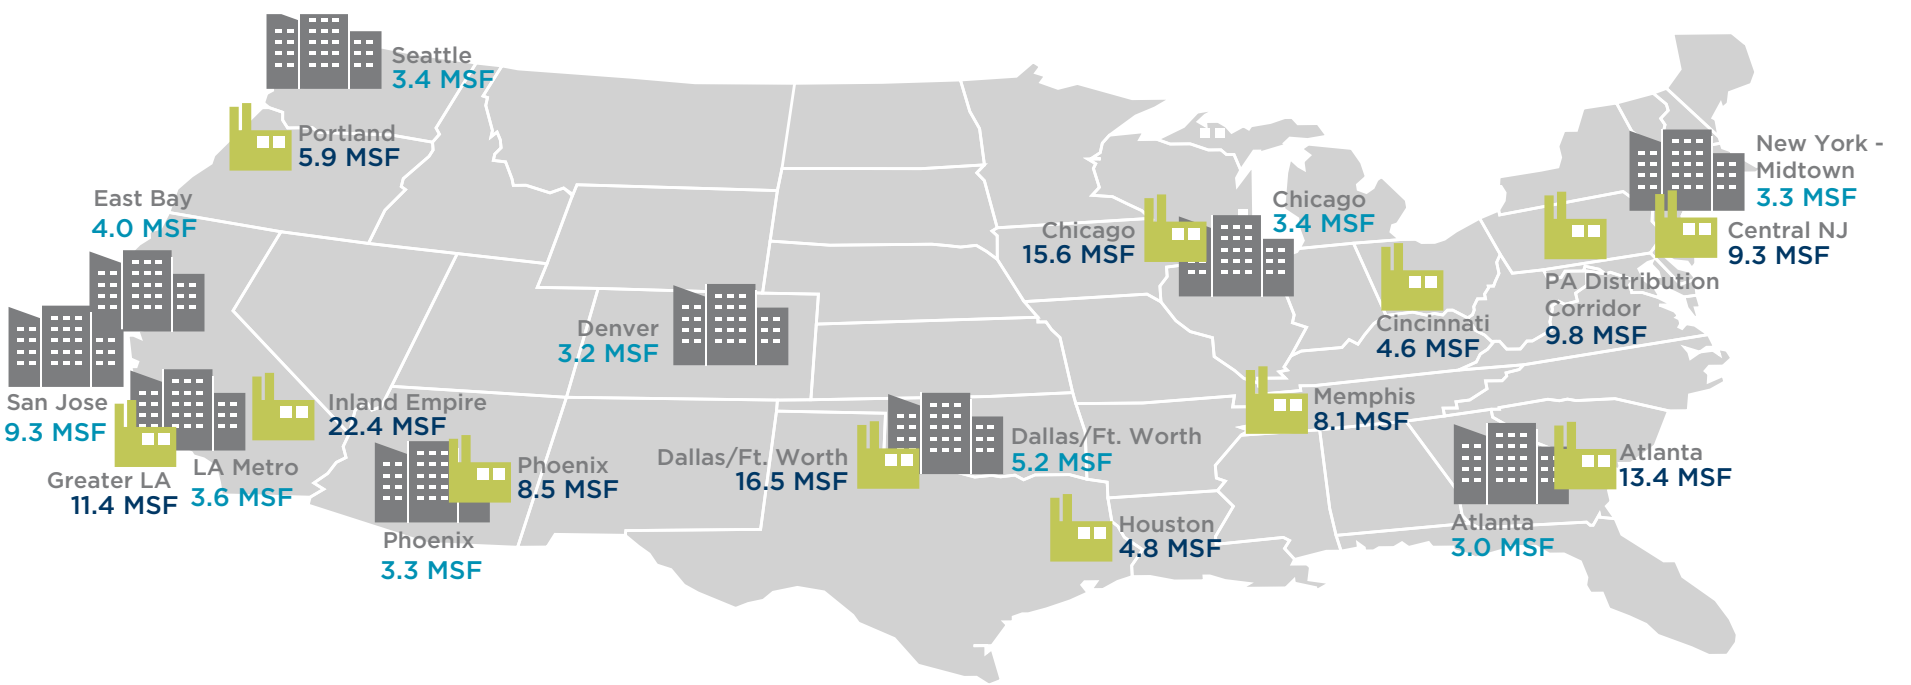 Seattle
3.4 MSF
Portland
5.9 MSF
East Bay
4.0 MSF
San Jose
9.3 MSF
Greater LA
11.4 MSF
LA Metro
3.6 MSF
Inland Empire
22.4 MSF
Phoenix
8.5 MSF
Phoenix
3.3 MSF
Denver
3.2 MSF
Dallas/Ft. Worth
16.5 MSF
Dallas/Ft. Worth
5.2 MSF
Houston
4.8 MSF
Chicago
15.6 MSF
Chicago
3.4 MSF
Cincinnati
4.6 MSF
Memphis
8.1 MSF
Atlanta
13.4 MSF
Atlanta
3.0 MSF
New York -
Midtown
3.3 MSF
Central NJ
9.3 MSF
PA Distribution
Corridor
9.8 MSF